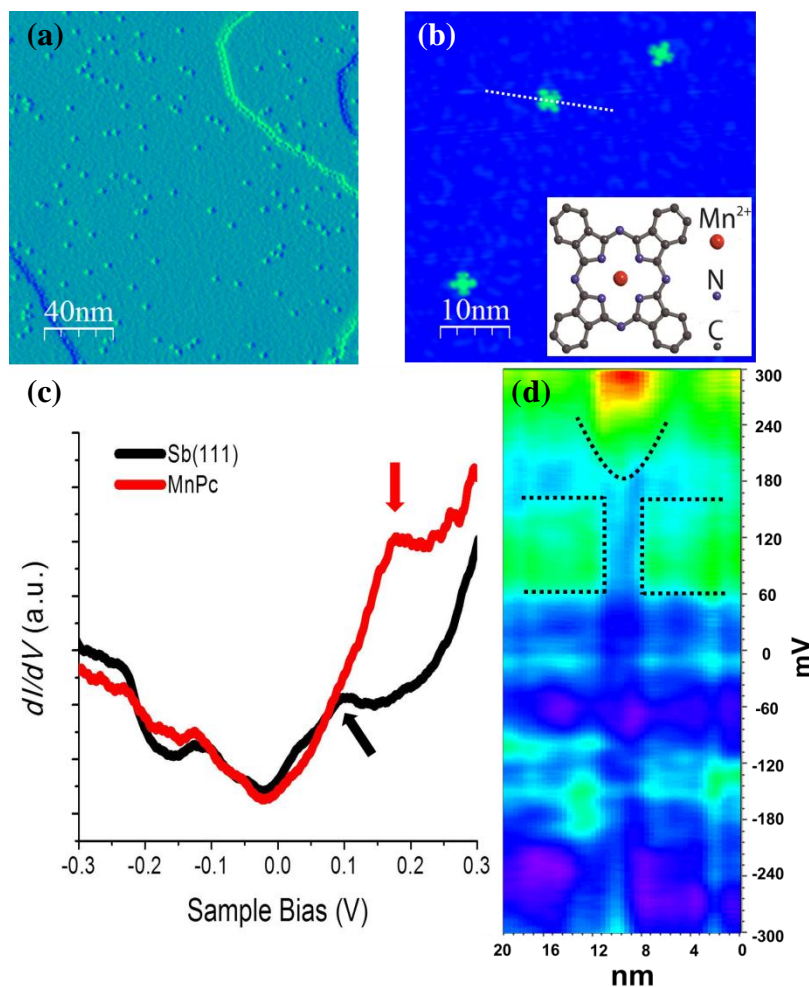 (a)
40nm
(b)
10nm
Mn2+
N
C
(c)
Sb(111)
MnPc
dI/dV (a.u.)
-0.3 -0.2 -0.1 0.0 0.1 0.2 0.3
Sample Bias (V)
(d)
300
240
180
120
60
0
-60
-120
-180
-240
-300
mV
20 16 12 8 4 0
nm